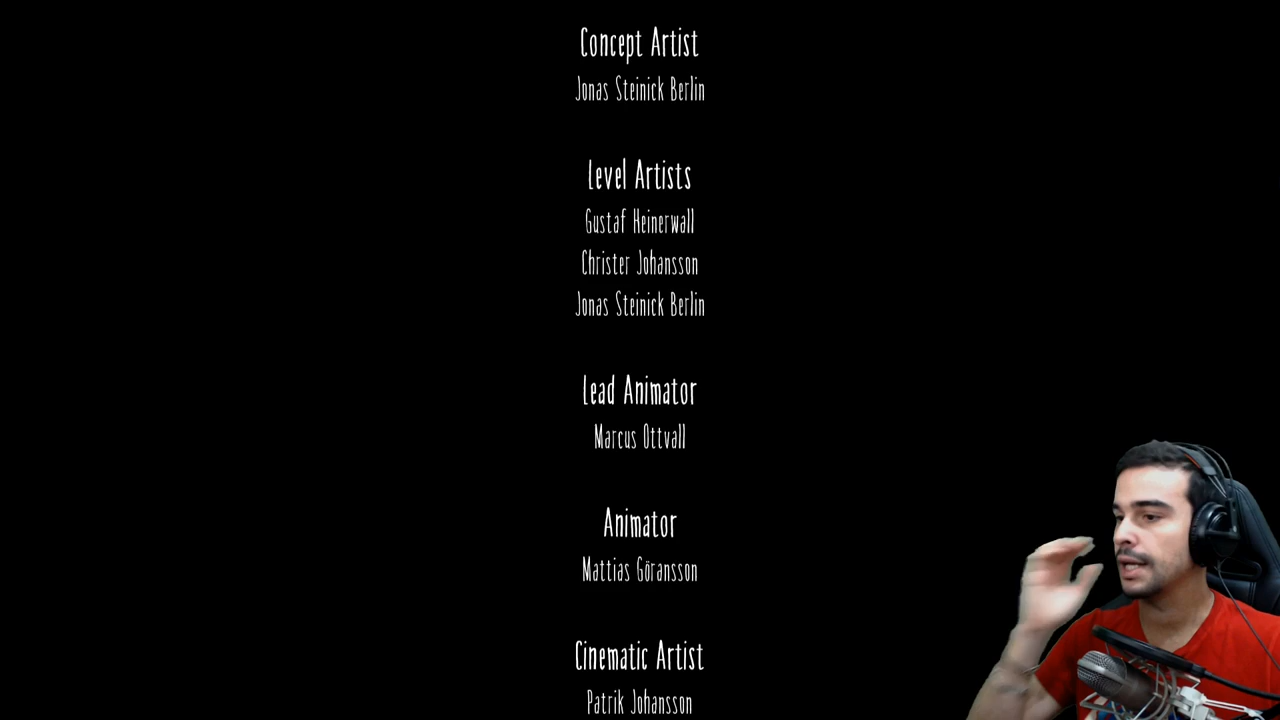 Concept Artist
Jonas Steinick Berlin
Level Artists
Gustaf Heinerwall
Christer Johansson
Jonas Steinick Berlin
Lead Animator
Marcus Ottvall
Animator
Mattias Göransson
Cinematic Artist
Patrik Johansson